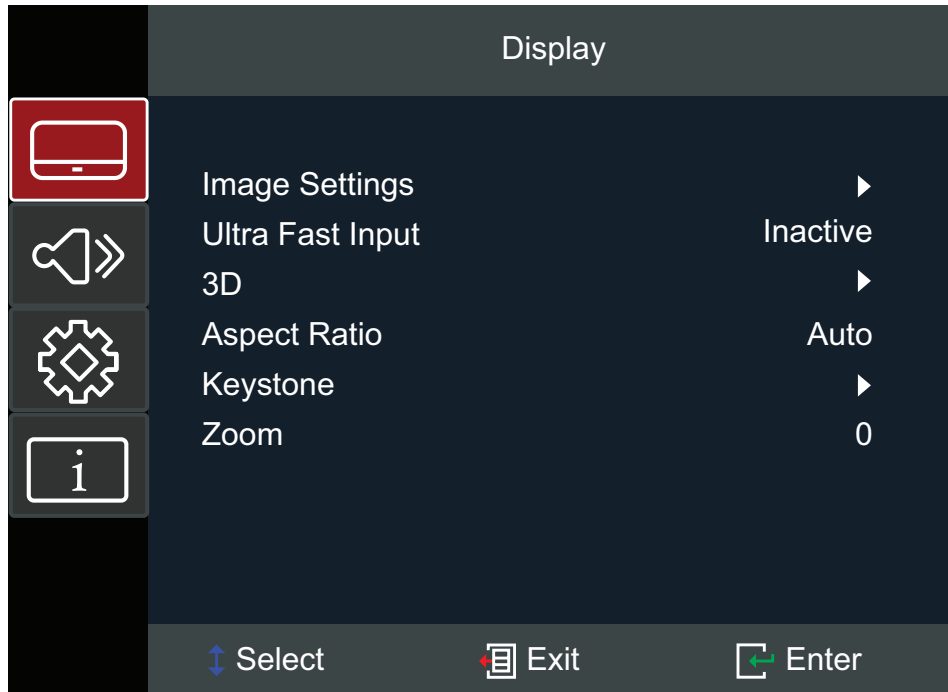 Display
Image Settings
Ultra Fast Input Inactive
3D
Aspect Ratio Auto
Keystone
Zoom 0
i
Select Exit Enter